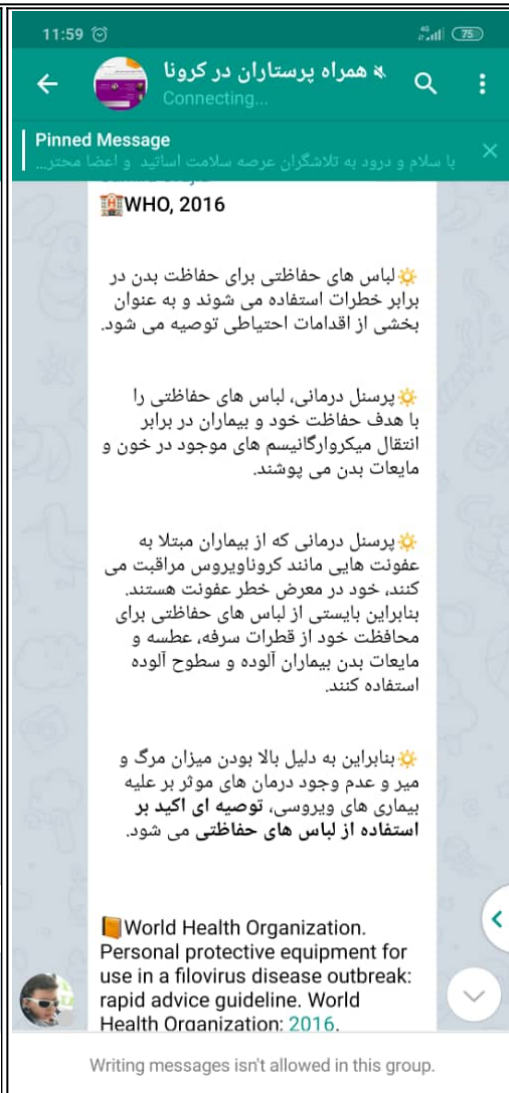 11:59
75
همراه پرستاران در کرونا
Connecting...
Pinned Message
با سلام و درود به تلاشگران عرصه سلامت اساتید و اعضا محتر...
WHO, 2016
لباس های حفاظتی برای حفاظت بدن در
برابر خطرات استفاده می شوند و به عنوان
بخشی از اقدامات احتیاطی توصیه می شود.
پرسنل درمانی، لباس های حفاظتی را
با هدف حفاظت خود و بیماران در برابر
انتقال میکروارگانیسم های موجود در خون و
مایعات بدن می پوشند.
پرسنل درمانی که از بیماران مبتلا به
عفونت هایی مانند کروناویروس مراقبت می
کنند، خود در معرض خطر عفونت هستند.
بنابراین بایستی از لباس های حفاظتی برای
محافظت خود از قطرات سرفه، عطسه و
مایعات بدن بیماران آلوده و سطوح آلوده
استفاده کنند.
بنابراین به دلیل بالا بودن میزان مرگ و
میر و عدم وجود درمان های موثر بر علیه
بیماری های ویروسی، توصیه ای اکید بر
استفاده از لباس های حفاظتی می شود.
World Health Organization.
Personal protective equipment for
use in a filovirus disease outbreak:
rapid advice guideline. World
Health Organization; 2016.
Writing messages isn't allowed in this group.